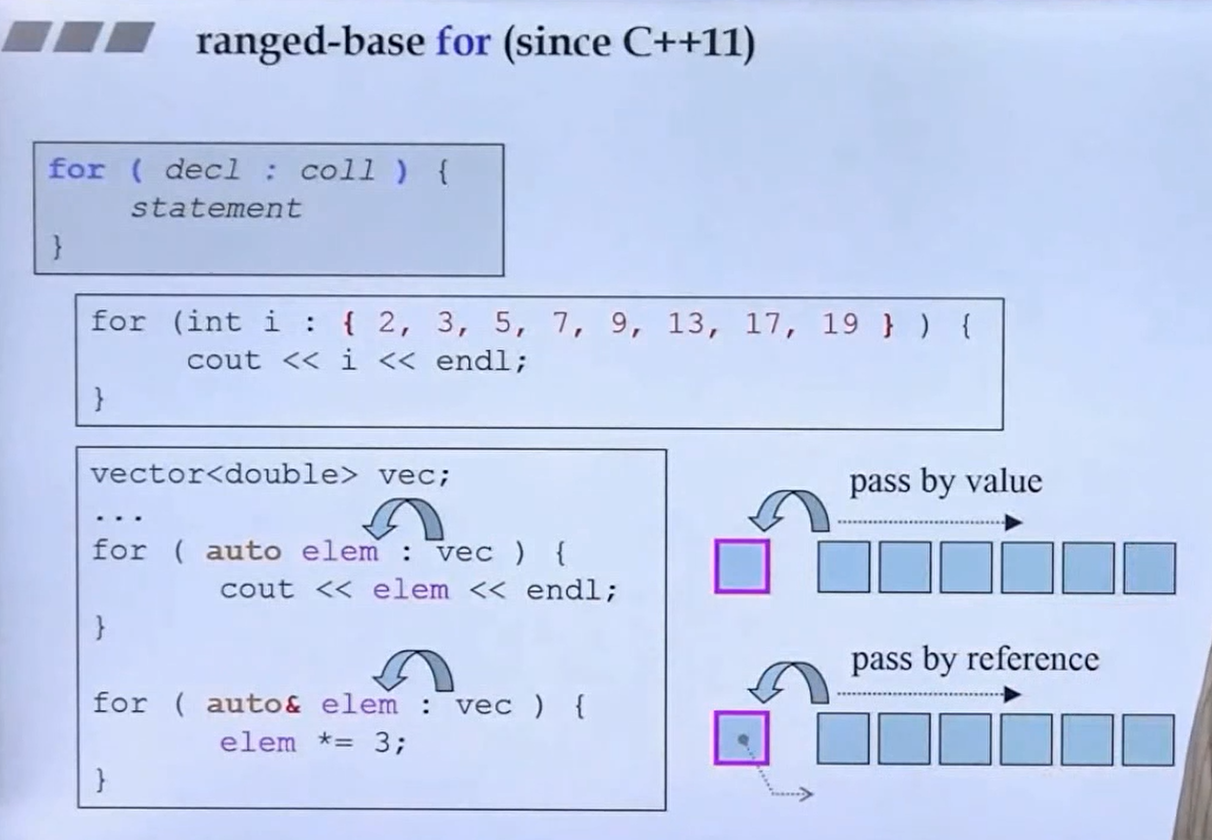 ranged-base for (since C++11)
for ( decl : coll ) {
statement
}
for (int i : { 2, 3, 5, 7, 9, 13, 17, 19 } ) {
cout << i << endl;
}
vector<double> vec;
...
for ( auto elem : vec ) {
cout << elem << endl;
}
for ( auto& elem : vec ) {
elem *= 3;
}
pass by value
pass by reference